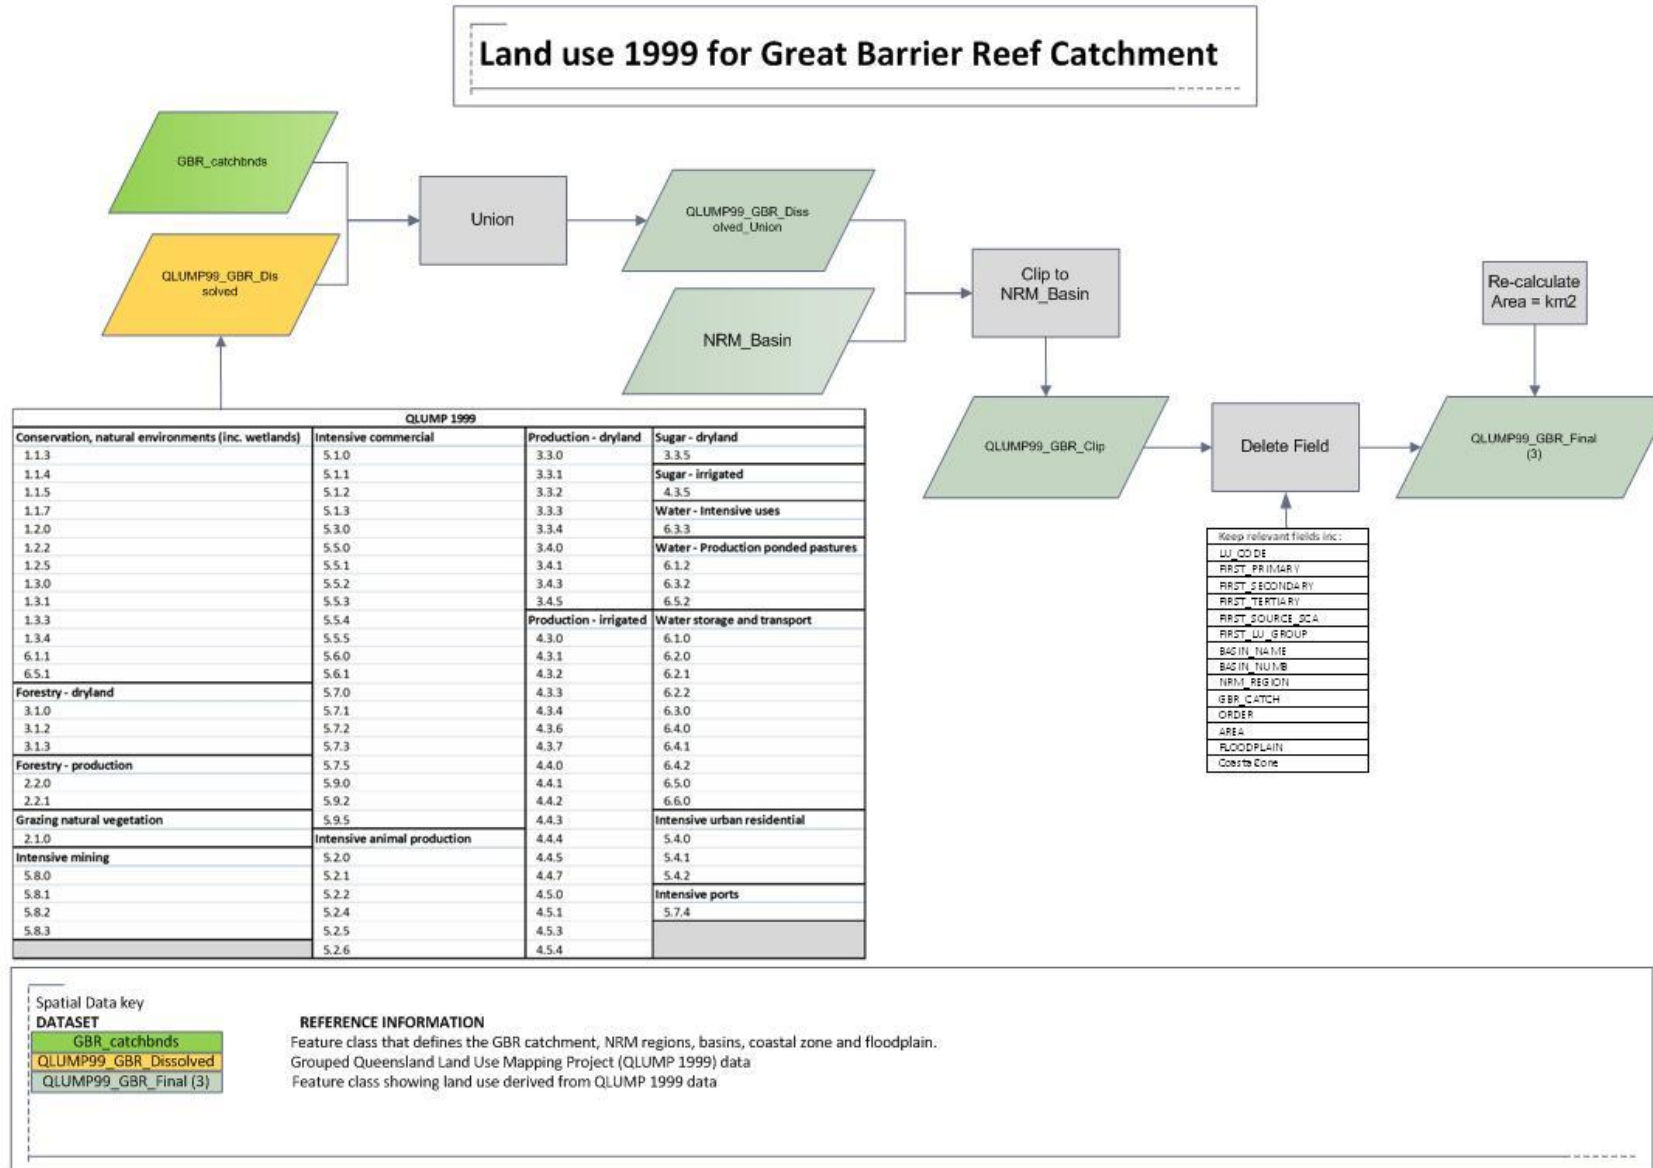 Land use 1999 for Great Barrier Reef Catchment
GBR_catchbnds
QLUMP99_GBR_Dis
solved
Union
QLUMP99_GBR_Diss
olved_Union
NRM_Basin
Clip to
NRM_Basin
Re-calculate
Area = km2
QLUMP99_GBR_Clip
Delete Field
QLUMP99_GBR_Final
(3)
QLUMP 1999
Conservation, natural environments (inc. wetlands)
1.1.3
1.1.4
1.1.5
1.1.7
1.2.0
1.2.2
1.2.5
1.3.0
1.3.1
1.3.3
1.3.4
6.1.1
6.5.1
Forestry - dryland
3.1.0
3.1.2
3.1.3
Forestry - production
2.2.0
2.2.1
Grazing natural vegetation
2.1.0
Intensive mining
5.8.0
5.8.1
5.8.2
5.8.3
Intensive commercial
5.1.0
5.1.1
5.1.2
5.1.3
5.3.0
5.5.0
5.5.1
5.5.2
5.5.3
5.5.4
5.5.5
5.6.0
5.6.1
5.7.0
5.7.1
5.7.2
5.7.3
5.7.5
5.9.0
5.9.2
5.9.5
Intensive animal production
5.2.0
5.2.1
5.2.2
5.2.4
5.2.5
5.2.6
Production - dryland
3.3.0
3.3.1
3.3.2
3.3.3
3.3.4
3.4.0
3.4.1
3.4.3
3.4.5
Production - irrigated
4.3.0
4.3.1
4.3.2
4.3.3
4.3.4
4.3.6
4.3.7
4.4.0
4.4.1
4.4.2
4.4.3
4.4.4
4.4.5
4.4.7
4.5.0
4.5.1
4.5.3
4.5.4
Sugar - dryland
3.3.5
Sugar - irrigated
4.3.5
Water - Intensive uses
6.3.3
Water - Production ponded pastures
6.1.2
6.3.2
6.5.2
Water storage and transport
6.1.0
6.2.0
6.2.1
6.2.2
6.3.0
6.4.0
6.4.1
6.4.2
6.5.0
6.6.0
Intensive urban residential
5.4.0
5.4.1
5.4.2
Intensive ports
5.7.4
Keep relevant fields inc:
LU_CODE
FIRST_PRIMARY
FIRST_SECONDARY
FIRST_TERTIARY
FIRST_SOURCE_SCA
FIRST_LU_GROUP
BASIN_NAME
BASIN_NUMB
NRM_REGION
GBR_CATCH
ORDER
AREA
FLOODPLAIN
Spatial Data key
DATASET REFERENCE INFORMATION
GBR_catchbnds Feature class that defines the GBR catchment, NRM regions, basins, coastal zone and floodplain.
QLUMP99_GBR_Dissolved Grouped Queensland Land Use Mapping Project (QLUMP 1999) data
QLUMP99_GBR_Final (3) Feature class showing land use derived from QLUMP 1999 data